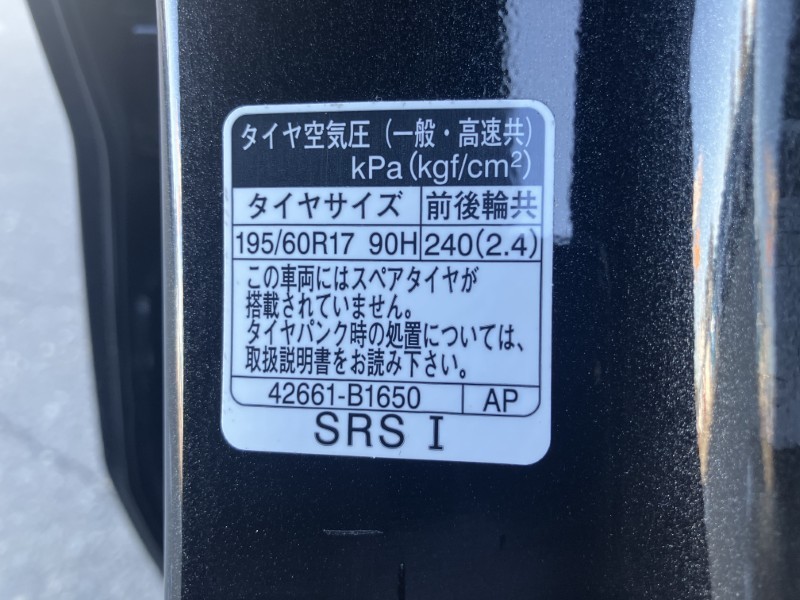 タイヤ空気圧（一般・高速共）
kPa(kgf/cm²)
タイヤサイズ 前後輪共
195/60R17 90H 240(2.4)
この車両にはスペアタイヤが
搭載されていません。
タイヤパンク時の処置については、
取扱説明書をお読み下さい。
42661-B1650 AP
SRS I